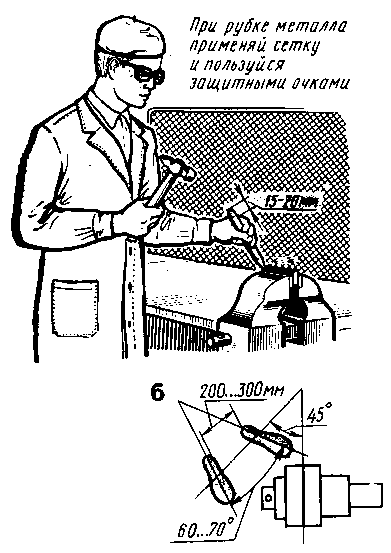 При рубке металла
применяй сетку
и пользуйся
защитными очками
15-20мм
б
200...300мм
45°
60...70°